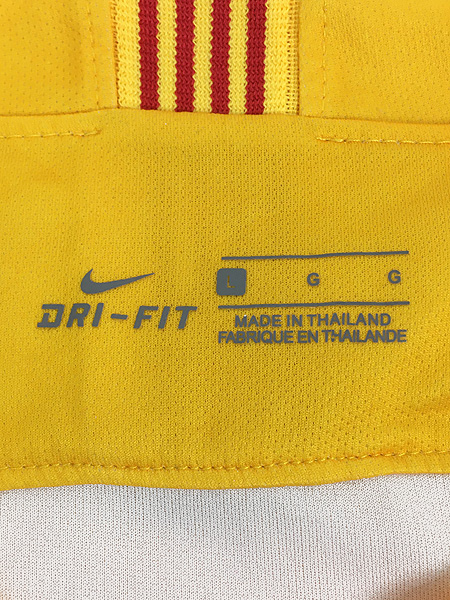 DRI-FIT
L G G
MADE IN THAILAND
FABRIQUE EN THAILANDE